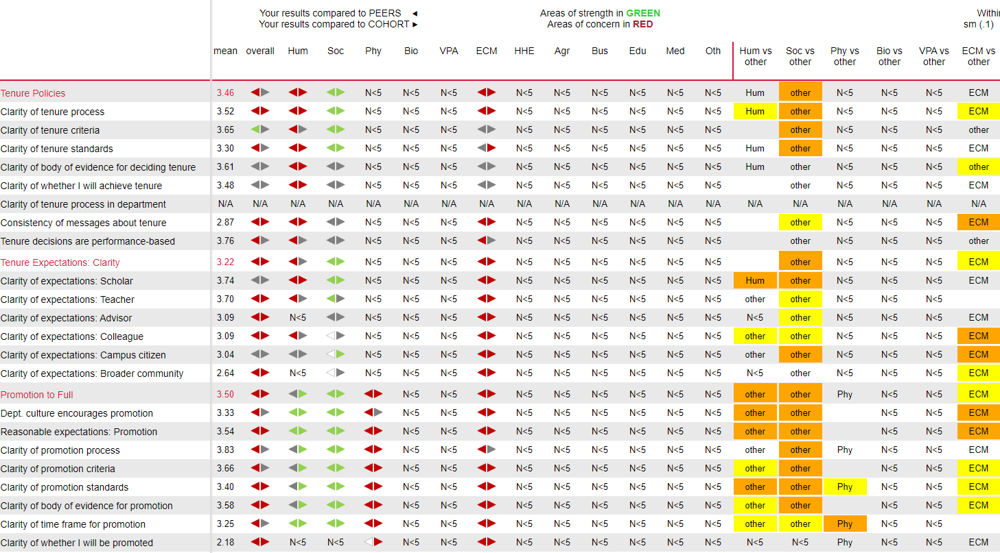 Your results compared to PEERS ◄ Areas of strength in GREEN Within
Your results compared to COHORT ► Areas of concern in RED sm (.1)
mean overall Hum Soc Phy Bio VPA ECM HHE Agr Bus Edu Med Oth Hum vs other Soc vs other Phy vs other Bio vs other VPA vs other ECM vs other
Tenure Policies 3.46 N<5 N<5 N<5 N<5 N<5 N<5 N<5 N<5 N<5 Hum other N<5 N<5 N<5 ECM
Clarity of tenure process 3.52 N<5 N<5 N<5 N<5 N<5 N<5 N<5 N<5 N<5 Hum other N<5 N<5 N<5 ECM
Clarity of tenure criteria 3.65 N<5 N<5 N<5 N<5 N<5 N<5 N<5 N<5 N<5 other N<5 N<5 N<5 other
Clarity of tenure standards 3.30 N<5 N<5 N<5 N<5 N<5 N<5 N<5 N<5 N<5 Hum other N<5 N<5 N<5 ECM
Clarity of body of evidence for deciding tenure 3.61 N<5 N<5 N<5 N<5 N<5 N<5 N<5 N<5 N<5 Hum other N<5 N<5 N<5 other
Clarity of whether I will achieve tenure 3.48 N<5 N<5 N<5 N<5 N<5 N<5 N<5 N<5 N<5 other N<5 N<5 N<5 ECM
Clarity of tenure process in department N/A N/A N/A N/A N/A N/A N/A N/A N/A N/A N/A N/A N/A N/A N/A N/A N/A N/A N/A N/A
Consistency of messages about tenure 2.87 N<5 N<5 N<5 N<5 N<5 N<5 N<5 N<5 N<5 other N<5 N<5 N<5 ECM
Tenure decisions are performance-based 3.76 N<5 N<5 N<5 N<5 N<5 N<5 N<5 N<5 N<5 other N<5 N<5 N<5 other
Tenure Expectations: Clarity 3.22 N<5 N<5 N<5 N<5 N<5 N<5 N<5 N<5 N<5 other N<5 N<5 N<5 ECM
Clarity of expectations: Scholar 3.74 N<5 N<5 N<5 N<5 N<5 N<5 N<5 N<5 N<5 Hum other N<5 N<5 N<5 ECM
Clarity of expectations: Teacher 3.70 N<5 N<5 N<5 N<5 N<5 N<5 N<5 N<5 N<5 other other N<5 N<5 N<5
Clarity of expectations: Advisor 3.09 N<5 N<5 N<5 N<5 N<5 N<5 N<5 N<5 N<5 N<5 N<5 other N<5 N<5 N<5 ECM
Clarity of expectations: Colleague 3.09 N<5 N<5 N<5 N<5 N<5 N<5 N<5 N<5 N<5 other other N<5 N<5 N<5 ECM
Clarity of expectations: Campus citizen 3.04 N<5 N<5 N<5 N<5 N<5 N<5 N<5 N<5 N<5 other other N<5 N<5 N<5 ECM
Clarity of expectations: Broader community 2.64 N<5 N<5 N<5 N<5 N<5 N<5 N<5 N<5 N<5 N<5 N<5 other N<5 N<5 N<5 ECM
Promotion to Full 3.50 N<5 N<5 N<5 N<5 N<5 N<5 N<5 N<5 other other Phy N<5 N<5 ECM
Dept. culture encourages promotion 3.33 N<5 N<5 N<5 N<5 N<5 N<5 N<5 N<5 other other N<5 N<5 ECM
Reasonable expectations: Promotion 3.54 N<5 N<5 N<5 N<5 N<5 N<5 N<5 N<5 other other N<5 N<5 ECM
Clarity of promotion process 3.83 N<5 N<5 N<5 N<5 N<5 N<5 N<5 N<5 other other Phy N<5 N<5 ECM
Clarity of promotion criteria 3.66 N<5 N<5 N<5 N<5 N<5 N<5 N<5 N<5 other other N<5 N<5 ECM
Clarity of promotion standards 3.40 N<5 N<5 N<5 N<5 N<5 N<5 N<5 N<5 other other Phy N<5 N<5 ECM
Clarity of body of evidence for promotion 3.58 N<5 N<5 N<5 N<5 N<5 N<5 N<5 N<5 other other N<5 N<5 ECM
Clarity of time frame for promotion 3.25 N<5 N<5 N<5 N<5 N<5 N<5 N<5 N<5 other other Phy N<5 N<5
Clarity of whether I will be promoted 2.18 N<5 N<5 N<5 N<5 N<5 N<5 N<5 N<5 N<5 N<5 N<5 N<5 Phy N<5 N<5 ECM